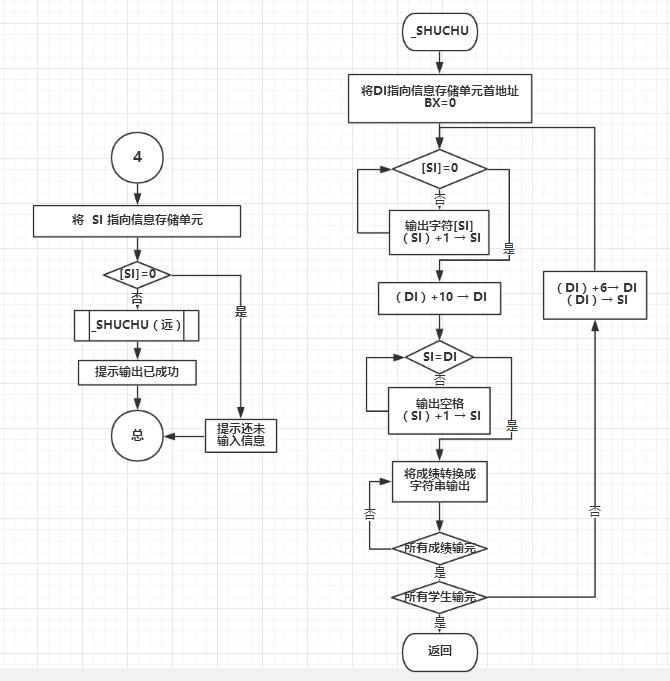 4
将 SI 指向信息存储单元
[SI]=0
否
是
_SHUCHU（远）
提示输出已成功
总
提示还未
输入信息
_SHUCHU
将DI指向信息存储单元首地址
BX=0
[SI]=0
否
是
输出字符[SI]
（SI）+1 → SI
（DI）+10 → DI
SI=DI
否
是
输出空格
（SI）+1 → SI
将成绩转换成
字符串输出
否
所有成绩输完
是
所有学生输完
是
返回
（DI）+6→ DI
（DI）→ SI
否